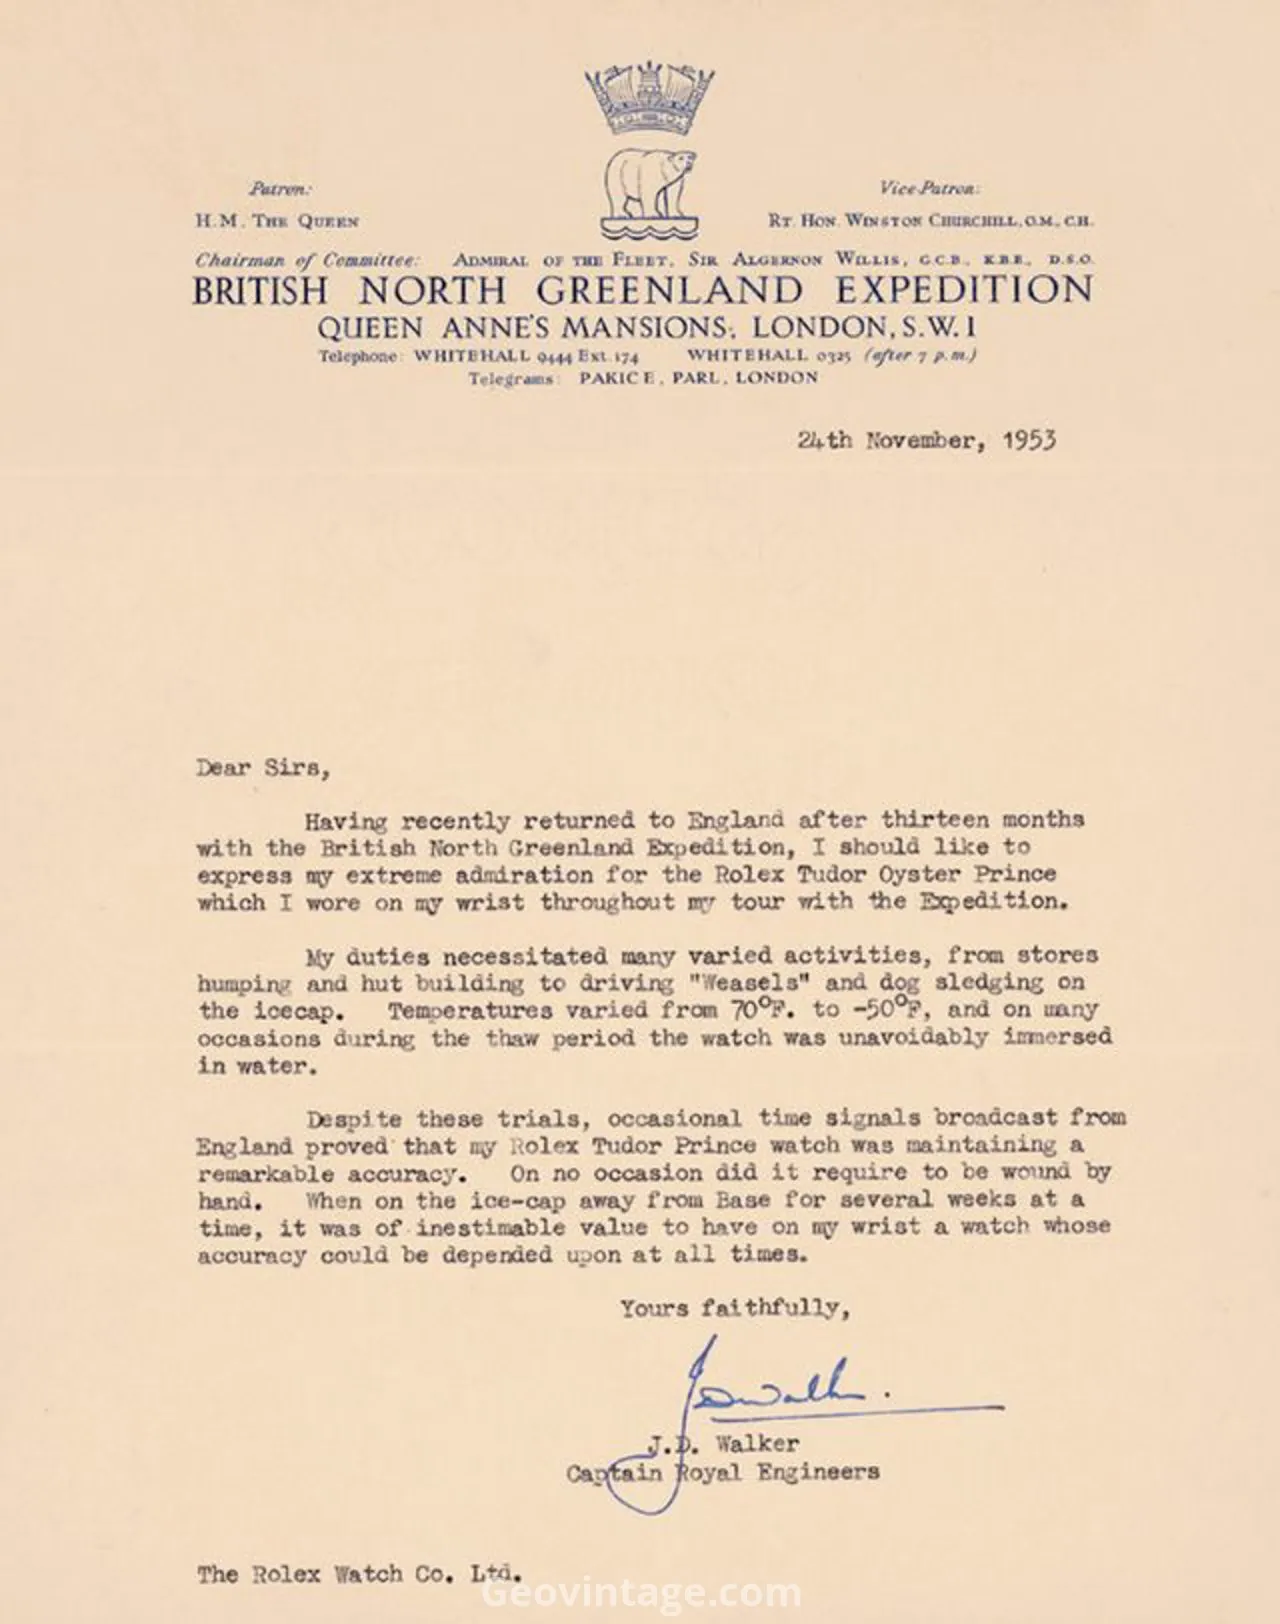 Patron:
Vice-Patron:
H.M. THE QUEEN
RT. HON. WINSTON CHURCHILL, O.M., C.H.
Chairman of Committee: ADMIRAL OF THE FLEET, SIR ALGERNON WILLIS, G.C.B., K.B.E., D.S.O.
BRITISH NORTH GREENLAND EXPEDITION
QUEEN ANNE'S MANSIONS, LONDON, S.W.1
Telephone: WHITEHALL 9444 Ext. 174 WHITEHALL 0325 (after 7 p.m.)
Telegrams: PAKICE, PARL, LONDON
24th November, 1953
Dear Sirs,
Having recently returned to England after thirteen months
with the British North Greenland Expedition, I should like to
express my extreme admiration for the Rolex Tudor Oyster Prince
which I wore on my wrist throughout my tour with the Expedition.
My duties necessitated many varied activities, from stores
humping and hut building to driving "Weasels" and dog sledging on
the icecap. Temperatures varied from 70°F. to -50°F, and on many
occasions during the thaw period the watch was unavoidably immersed
in water.
Despite these trials, occasional time signals broadcast from
England proved that my Rolex Tudor Prince watch was maintaining a
remarkable accuracy. On no occasion did it require to be wound by
hand. When on the ice-cap away from Base for several weeks at a
time, it was of inestimable value to have on my wrist a watch whose
accuracy could be depended upon at all times.
Yours faithfully,
JDWalker.
J.D. Walker
Captain Royal Engineers
The Rolex Watch Co. Ltd.
Geovintage.com